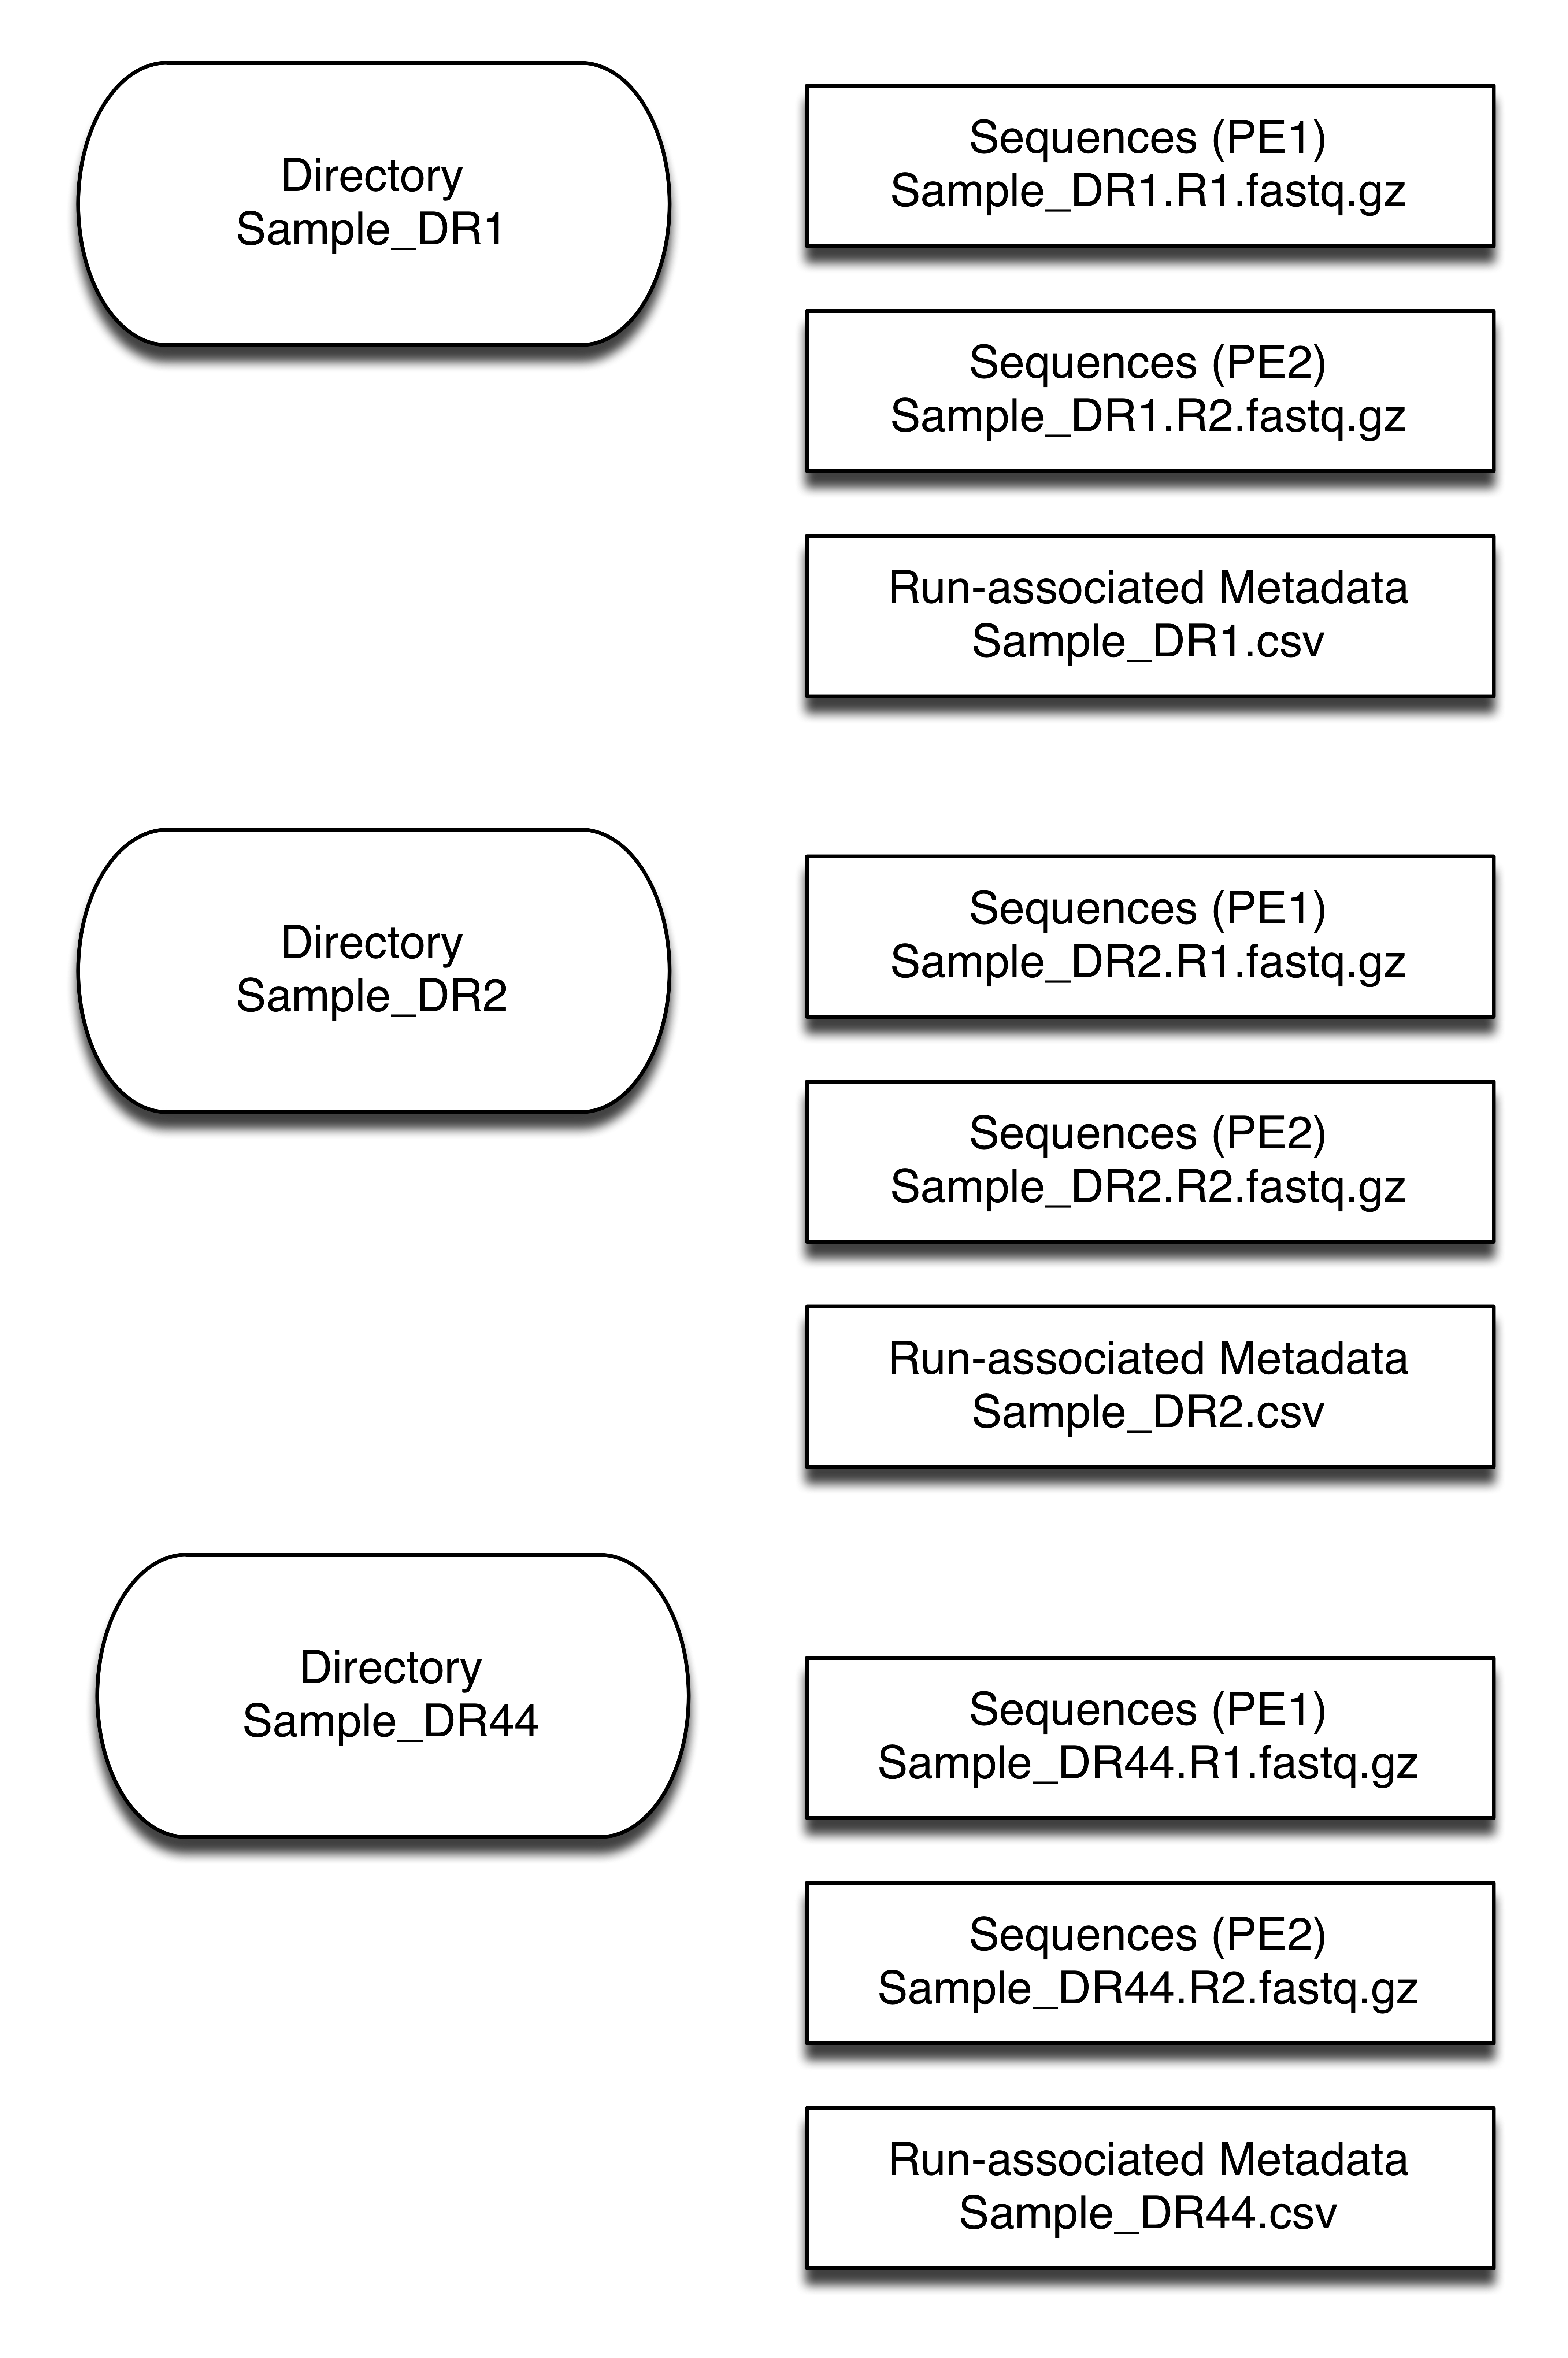 Directory
Sample_DR1
Sequences (PE1)
Sample_DR1.R1.fastq.gz
Sequences (PE2)
Sample_DR1.R2.fastq.gz
Run-associated Metadata
Sample_DR1.csv
Directory
Sample_DR2
Sequences (PE1)
Sample_DR2.R1.fastq.gz
Sequences (PE2)
Sample_DR2.R2.fastq.gz
Run-associated Metadata
Sample_DR2.csv
Directory
Sample_DR44
Sequences (PE1)
Sample_DR44.R1.fastq.gz
Sequences (PE2)
Sample_DR44.R2.fastq.gz
Run-associated Metadata
Sample_DR44.csv